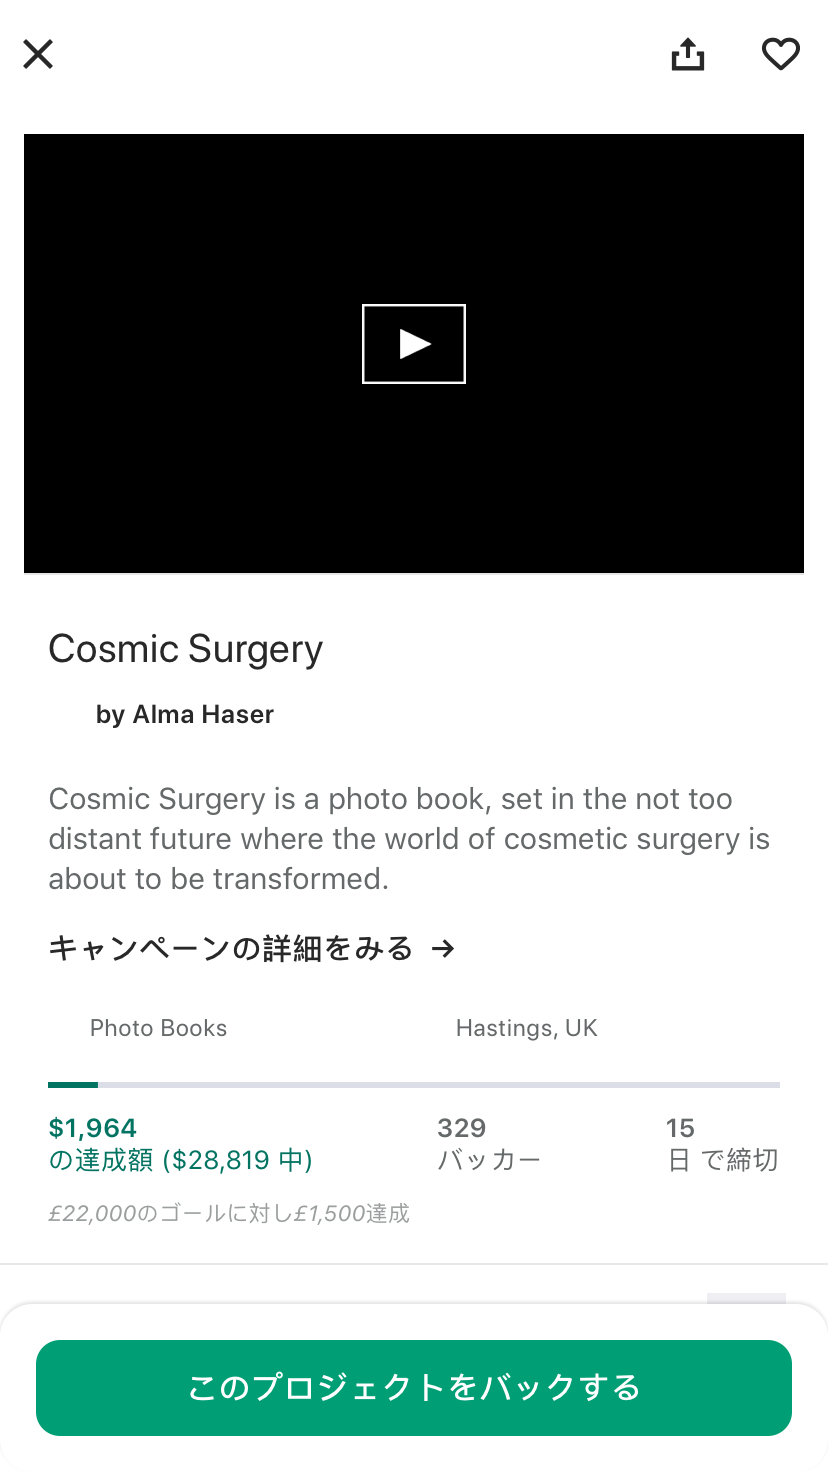 Cosmic Surgery
by Alma Haser
Cosmic Surgery is a photo book, set in the not too
distant future where the world of cosmetic surgery is
about to be transformed.
キャンペーンの詳細をみる →
Photo Books
Hastings, UK
$1,964
の達成額 ($28,819 中)
329
バッカー
15
日 で締切
£22,000のゴールに対し£1,500達成
このプロジェクトをバックする